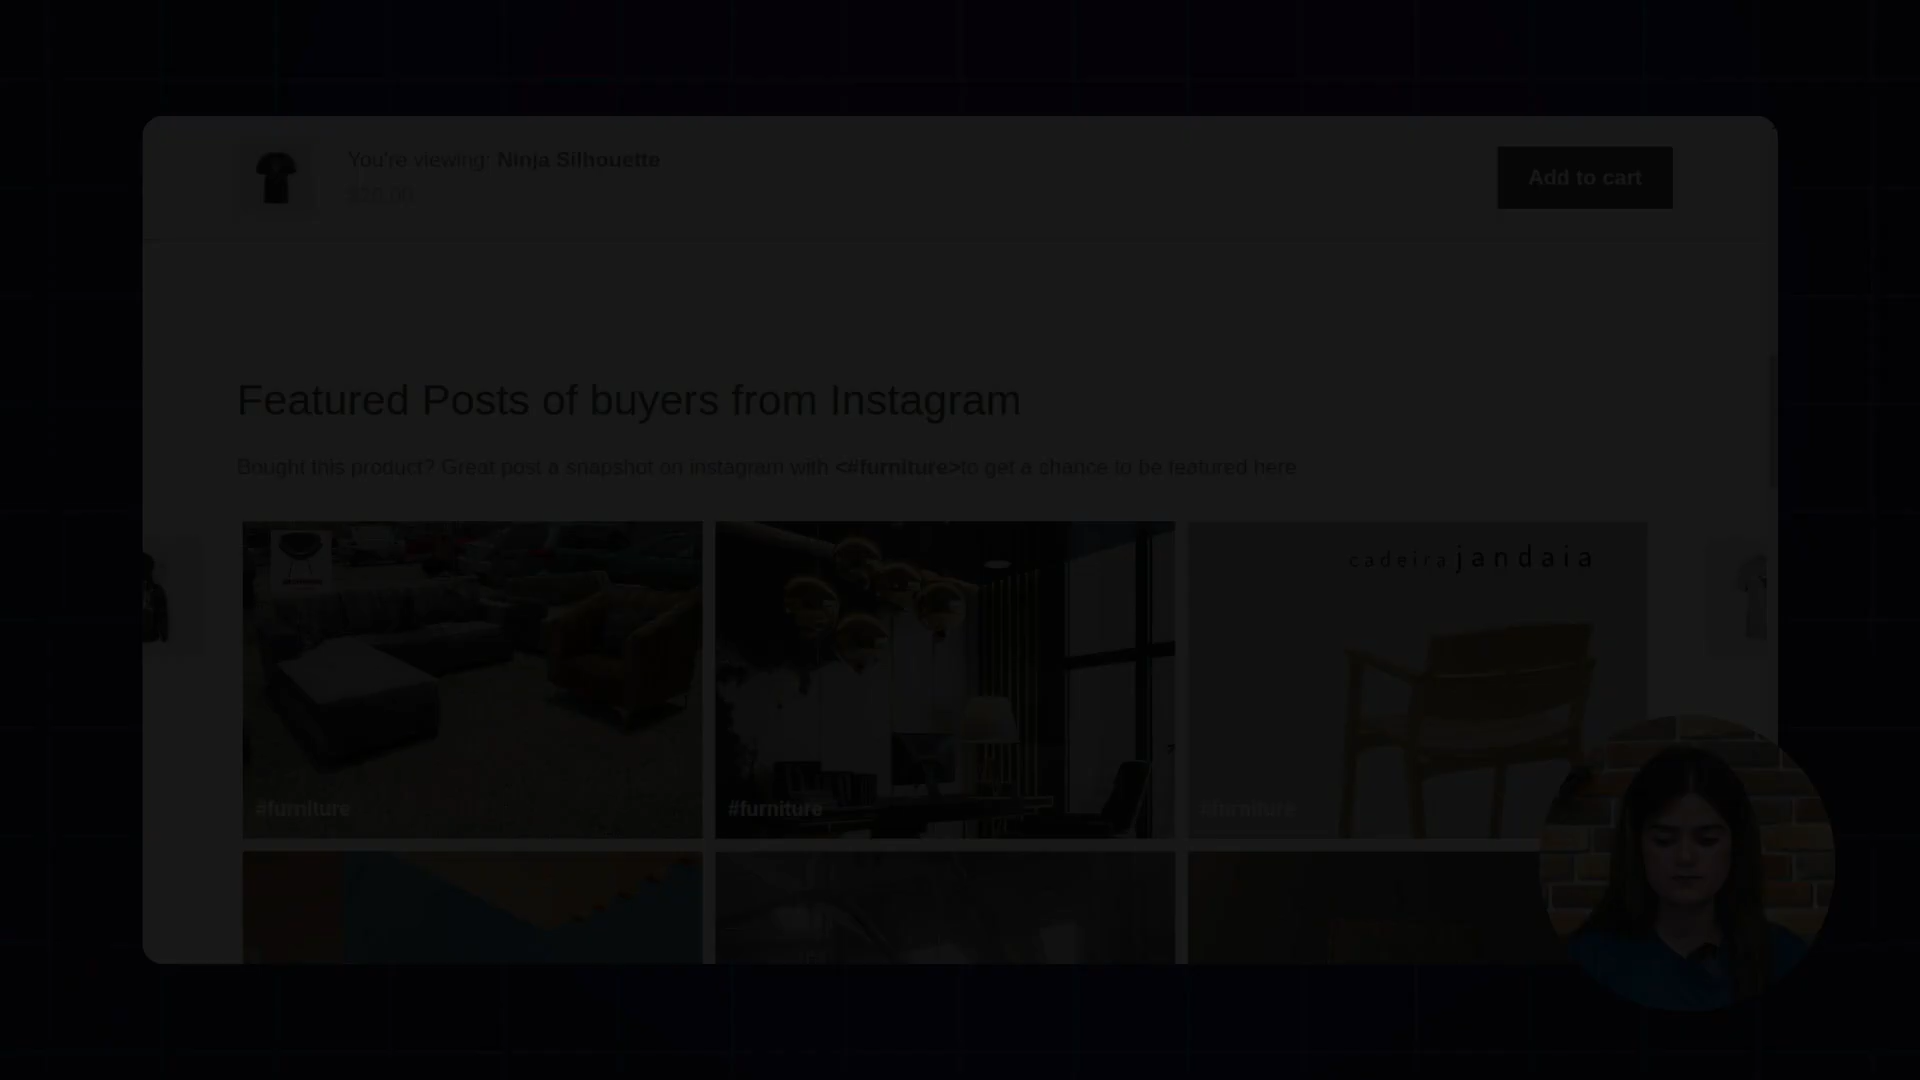 You're viewing: Ninja Silhouette
Add to cart
Featured Posts of buyers from Instagram
Bought this product? Great post a snapshot on instagram with <#furniture>to get a chance to be featured here
cadeira jandaia
#furniture
#furniture
#furniture